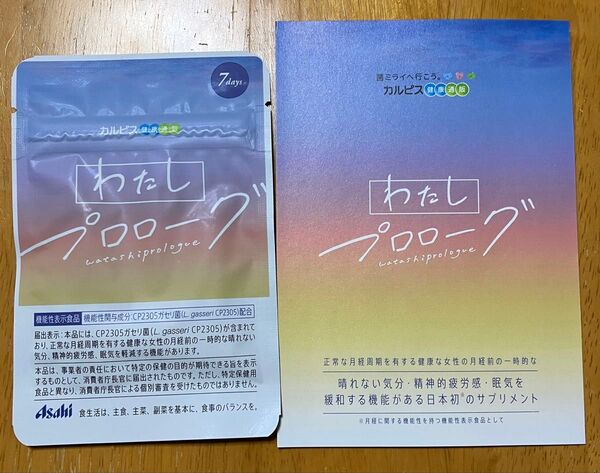 7days
カルピス健康通販
わたし
プロローグ
watashiprologue
機能性表示食品 機能性関与成分:CP2305ガセリ菌(L. gasseri CP2305)配合
届出表示:本品には、CP2305ガセリ菌(L. gasseri CP2305)が含まれて
おり、正常な月経周期を有する健康な女性の月経前の一時的な晴れない
気分、精神的疲労感、眠気を軽減する機能があります。
本品は、事業者の責任において特定の保健の目的が期待できる旨を表示
するものとして、消費者庁長官に届出されたものです。ただし、特定保健用
食品と異なり、消費者庁長官による個別審査を受けたものではありません。
Asahi 食生活は、主食、主菜、副菜を基本に、食事のバランスを。
菌ミライへ行こう。
カルピス健康通販
わたし
プロローグ
watashiprologue
正常な月経周期を有する健康な女性の月経前の一時的な
晴れない気分・精神的疲労感・眠気を
緩和する機能がある日本初※のサプリメント
※月経に関する機能性を持つ機能性表示食品として